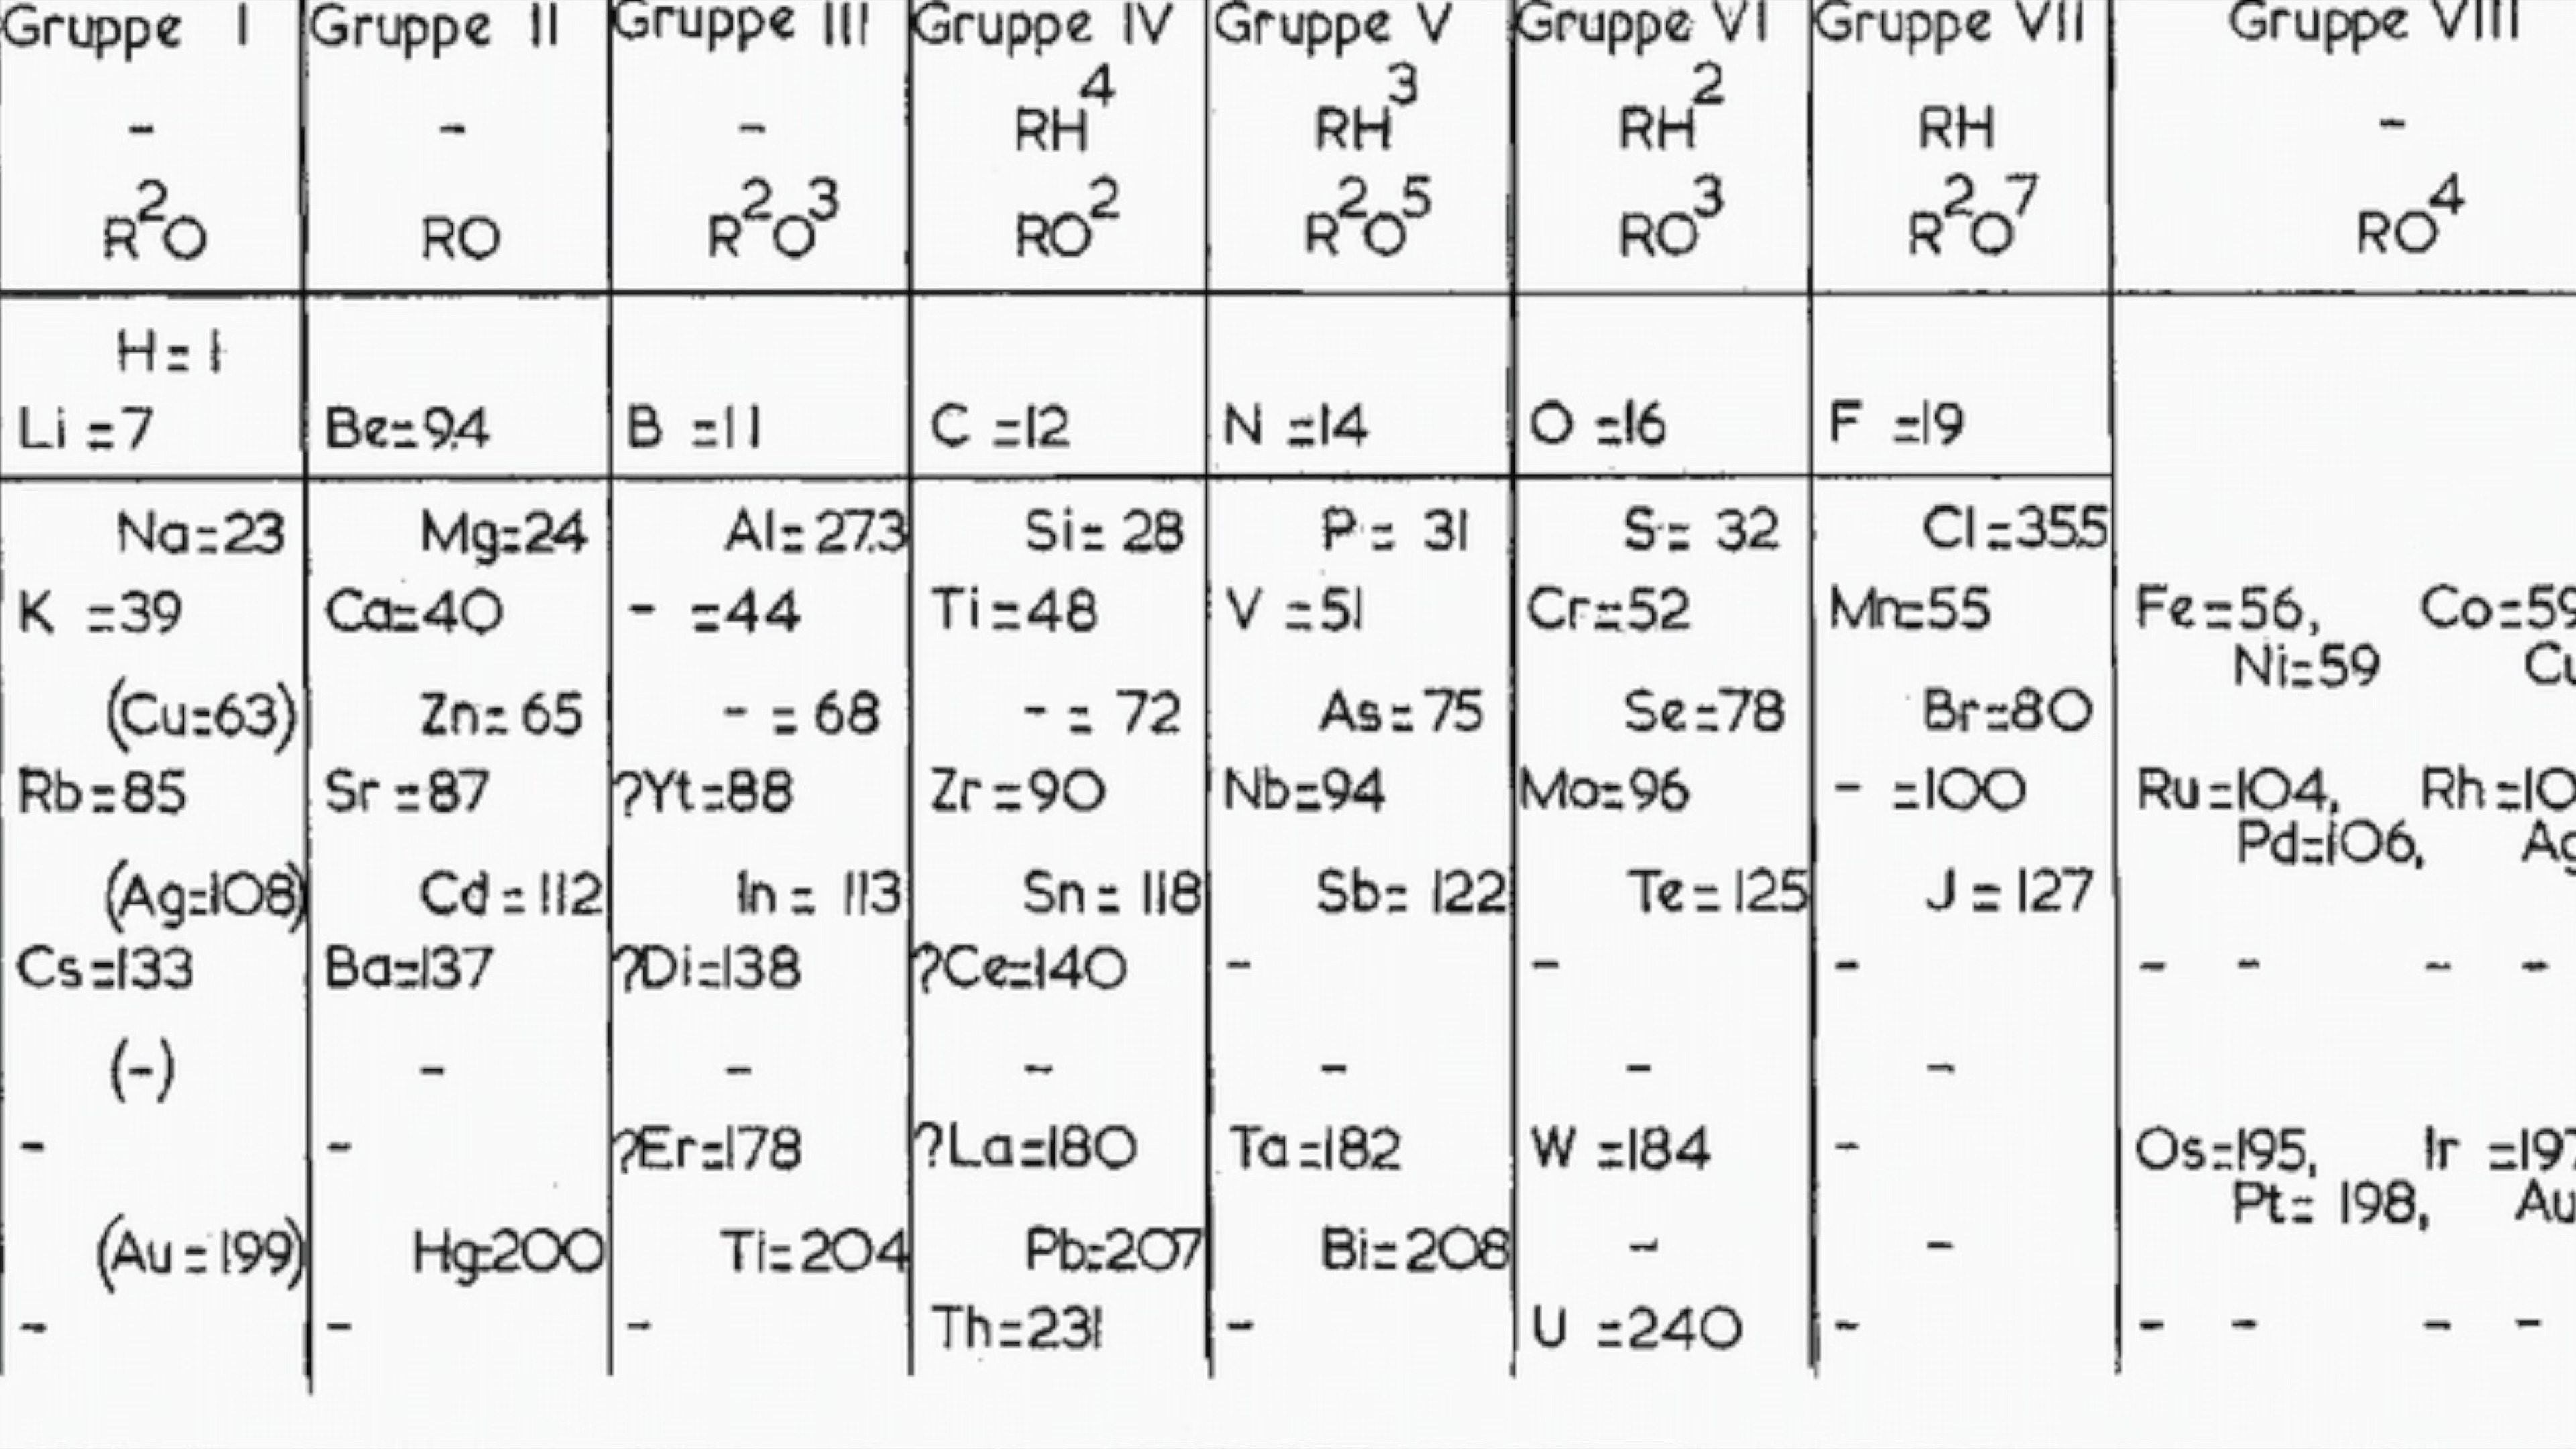 Gruppe I Gruppe II Gruppe III Gruppe IV Gruppe V Gruppe VI Gruppe VII Gruppe VIII
- - - RH⁴ RH³ RH² RH -
R²O RO R²O³ RO² R²O⁵ RO³ R²O⁷ RO⁴
H=1
Li=7 Be=9.4 B=11 C=12 N=14 O=16 F=19
Na=23 Mg=24 Al=27.3 Si=28 P=31 S=32 Cl=35.5
K=39 Ca=40 -=44 Ti=48 V=51 Cr=52 Mn=55 Fe=56, Co=59
Ni=59 Cu
(Cu=63) Zn=65 -=68 -=72 As=75 Se=78 Br=80
Rb=85 Sr=87 ?Yt=88 Zr=90 Nb=94 Mo=96 -=100 Ru=104, Rh=10
Pd=106, Ag
(Ag=108) Cd=112 In=113 Sn=118 Sb=122 Te=125 J=127
Cs=133 Ba=137 ?Di=138 ?Ce=140 - - - - - - -
(-) - - - - - -
- - ?Er=178 ?La=180 Ta=182 W=184 - Os=195, Ir=197
Pt=198, Au
(Au=199) Hg=200 Ti=204 Pb=207 Bi=208 - -
- - - Th=231 - U=240 - - - - -